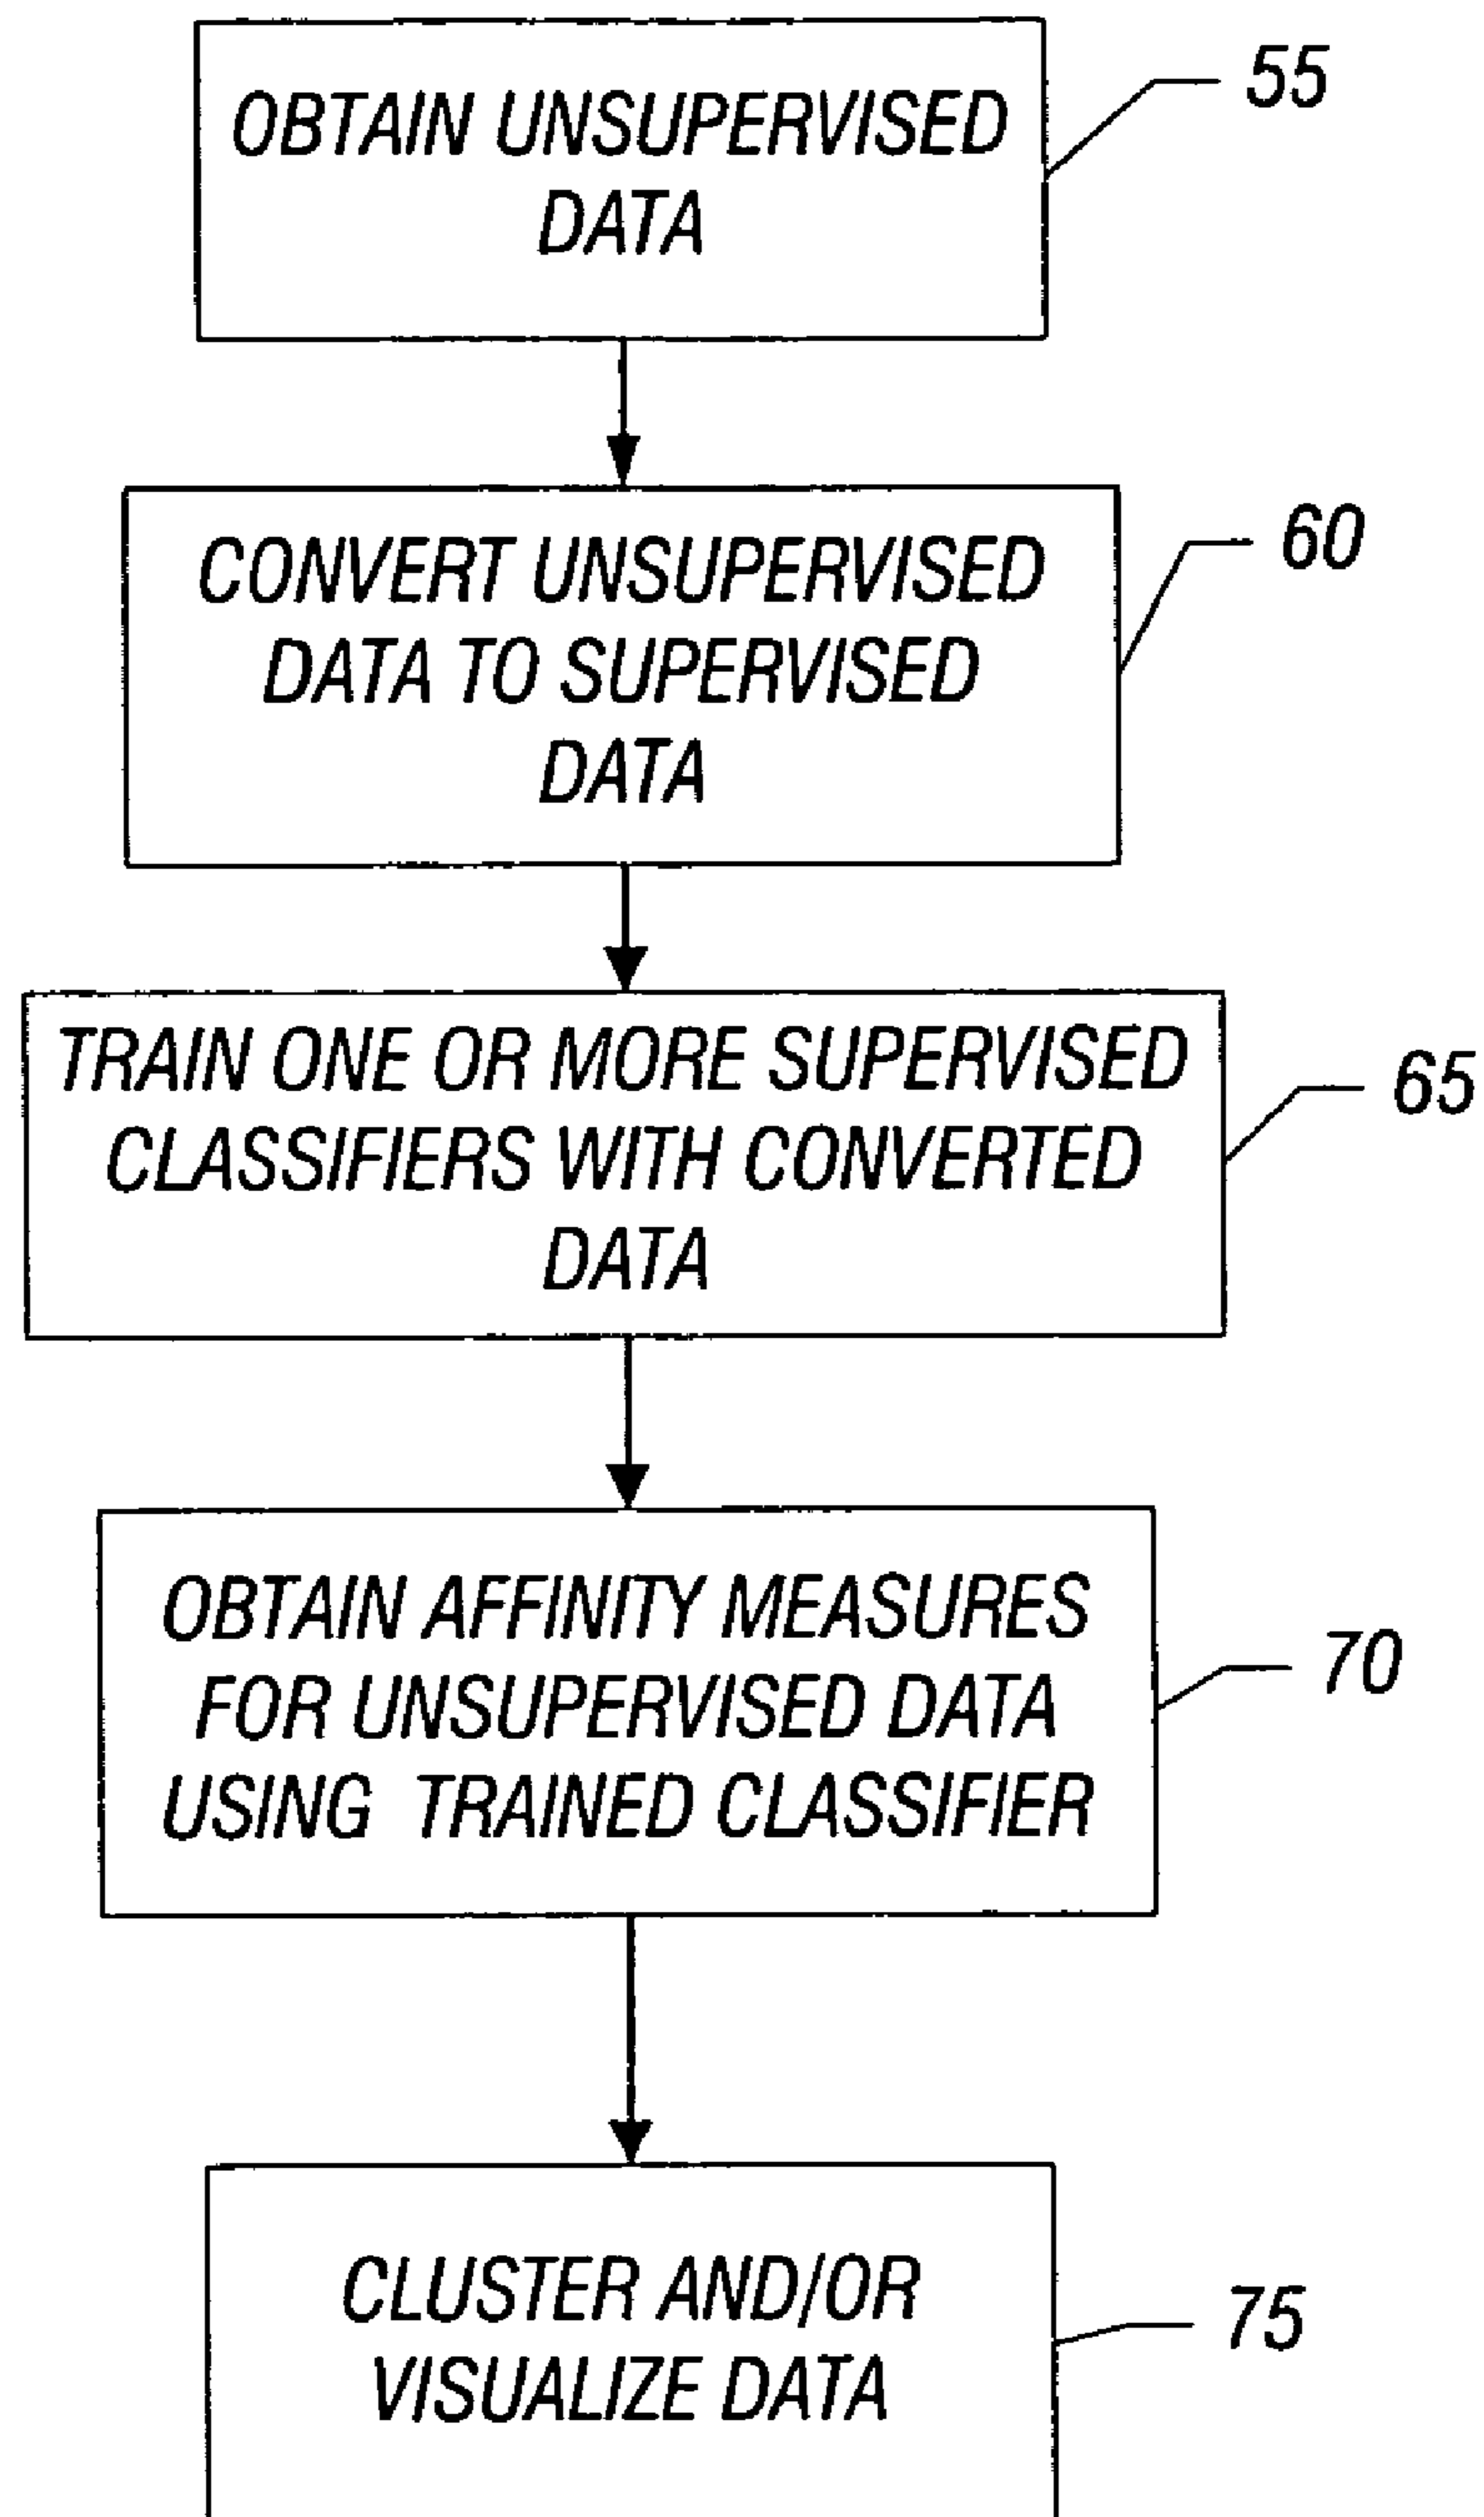 OBTAIN UNSUPERVISED
DATA
55
CONVERT UNSUPERVISED
DATA TO SUPERVISED
DATA
60
TRAIN ONE OR MORE SUPERVISED
CLASSIFIERS WITH CONVERTED
DATA
65
OBTAIN AFFINITY MEASURES
FOR UNSUPERVISED DATA
USING TRAINED CLASSIFIER
70
CLUSTER AND/OR
VISUALIZE DATA
75